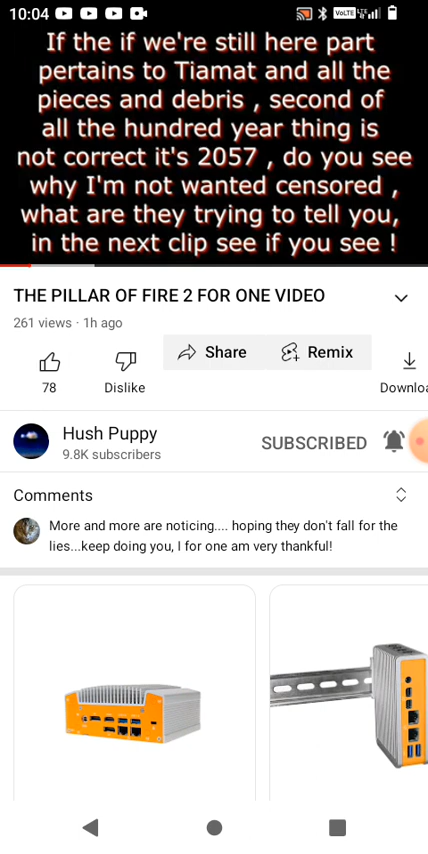 10:04
VoLTE
If the if we're still here part
pertains to Tiamat and all the
pieces and debris , second of
all the hundred year thing is
not correct it's 2057 , do you see
why I'm not wanted censored ,
what are they trying to tell you,
in the next clip see if you see !
THE PILLAR OF FIRE 2 FOR ONE VIDEO
261 views · 1h ago
Share
Remix
78
Dislike
Downloa
Hush Puppy
9.8K subscribers
SUBSCRIBED
Comments
More and more are noticing.... hoping they don't fall for the
lies...keep doing you, I for one am very thankful!